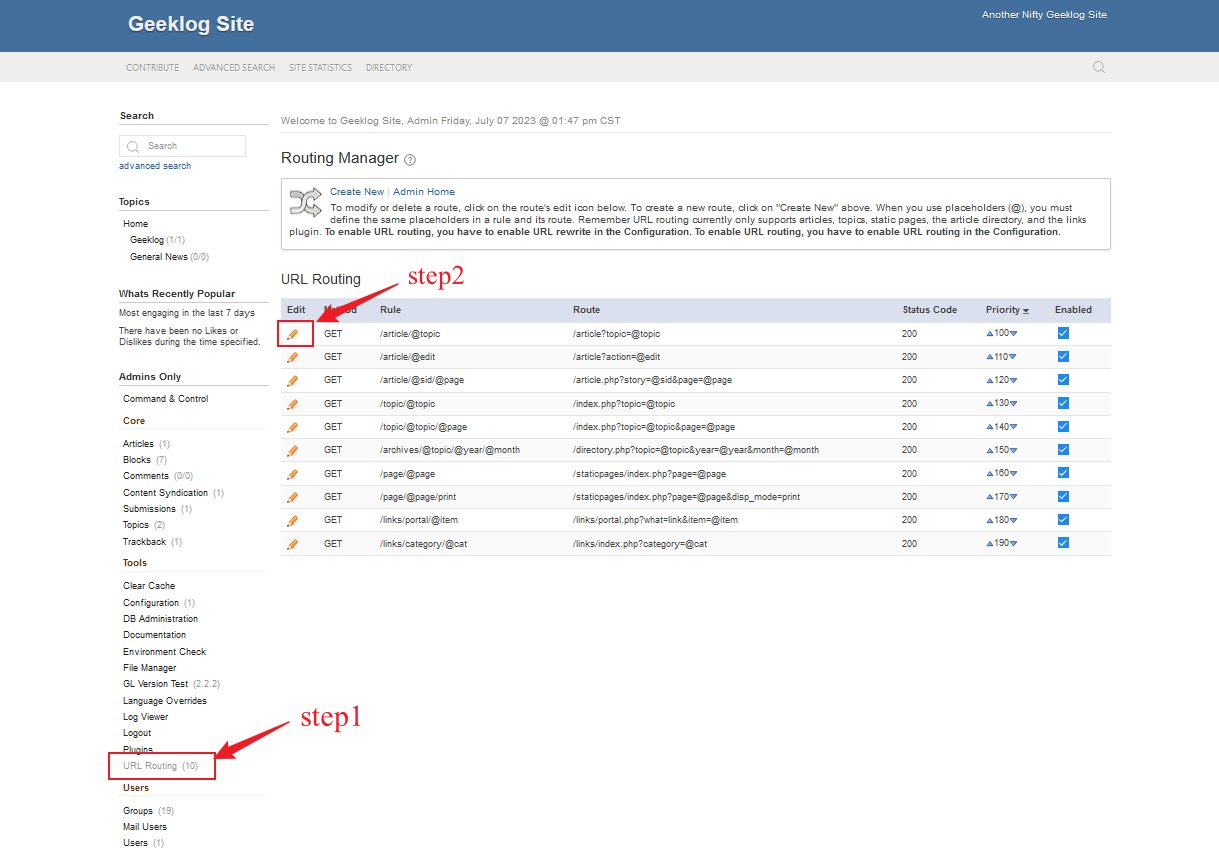 Geeklog Site
Another Nifty Geeklog Site
CONTRIBUTE ADVANCED SEARCH SITE STATISTICS DIRECTORY
Search
Search
advanced search
Topics
Home
Geeklog (1/1)
General News (0/0)
Whats Recently Popular
Most engaging in the last 7 days
There have been no Likes or
Dislikes during the time specified.
Admins Only
Command & Control
Core
Articles (1)
Blocks (7)
Comments (0/0)
Content Syndication (1)
Submissions (1)
Topics (2)
Trackback (1)
Tools
Clear Cache
Configuration (1)
DB Administration
Documentation
Environment Check
File Manager
GL Version Test (2.2.2)
Language Overrides
Log Viewer
Logout
Plugins
URL Routing (10)
Users
Groups (19)
Mail Users
Users (1)
step1
Welcome to Geeklog Site, Admin Friday, July 07 2023 @ 01:47 pm CST
Routing Manager ?
Create New | Admin Home
To modify or delete a route, click on the route's edit icon below. To create a new route, click on "Create New" above. When you use placeholders (@), you must
define the same placeholders in a rule and its route. Remember URL routing currently only supports articles, topics, static pages, the article directory, and the links
plugin. To enable URL routing, you have to enable URL rewrite in the Configuration. To enable URL routing, you have to enable URL routing in the Configuration.
URL Routing
step2
Edit Rule Route Status Code Priority Enabled
GET /article/@topic /article?topic=@topic 200 100
GET /article/@edit /article?action=@edit 200 110
GET /article/@sid/@page /article.php?story=@sid&page=@page 200 120
GET /topic/@topic /index.php?topic=@topic 200 130
GET /topic/@topic/@page /index.php?topic=@topic&page=@page 200 140
GET /archives/@topic/@year/@month /directory.php?topic=@topic&year=@year&month=@month 200 150
GET /page/@page /staticpages/index.php?page=@page 200 160
GET /page/@page/print /staticpages/index.php?page=@page&disp_mode=print 200 170
GET /links/portal/@item /links/portal.php?what=link&item=@item 200 180
GET /links/category/@cat /links/index.php?category=@cat 200 190